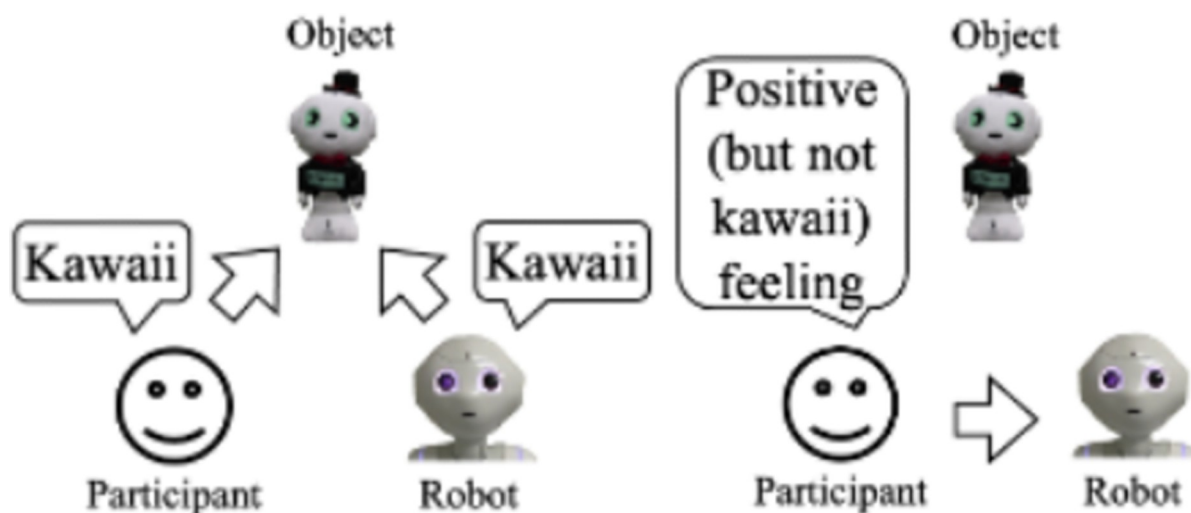 Object
Kawaii
Kawaii
Participant
Robot
Object
Positive
(but not
kawaii)
feeling
Participant
Robot